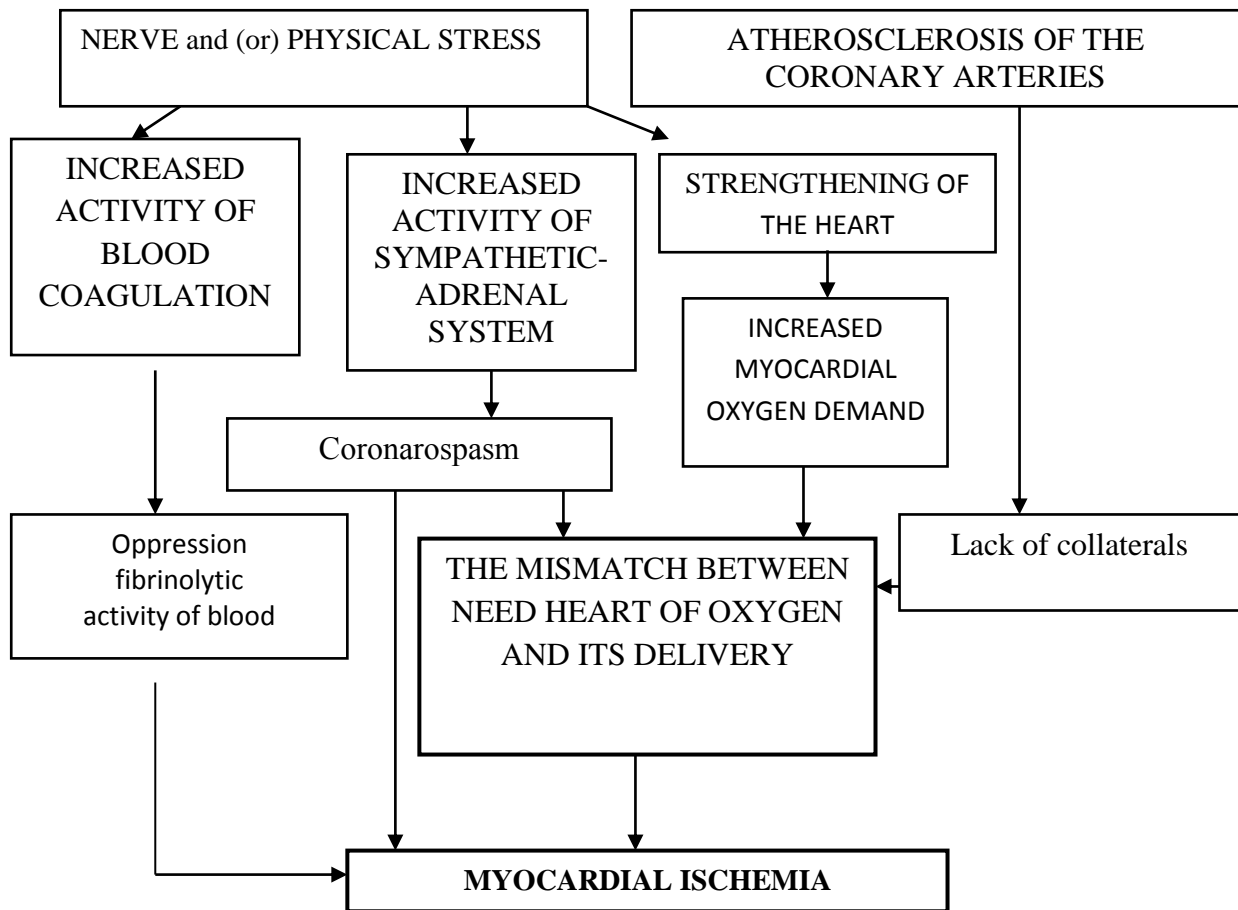 NERVE and (or) PHYSICAL STRESS
ATHEROSCLEROSIS OF THE
CORONARY ARTERIES
INCREASED
ACTIVITY OF
BLOOD
COAGULATION
INCREASED
ACTIVITY OF
SYMPATHETIC-
ADRENAL
SYSTEM
STRENGTHENING OF
THE HEART
INCREASED
MYOCARDIAL
OXYGEN DEMAND
Coronarospasm
Oppression
fibrinolytic
activity of blood
THE MISMATCH BETWEEN
NEED HEART OF OXYGEN
AND ITS DELIVERY
Lack of collaterals
MYOCARDIAL ISCHEMIA